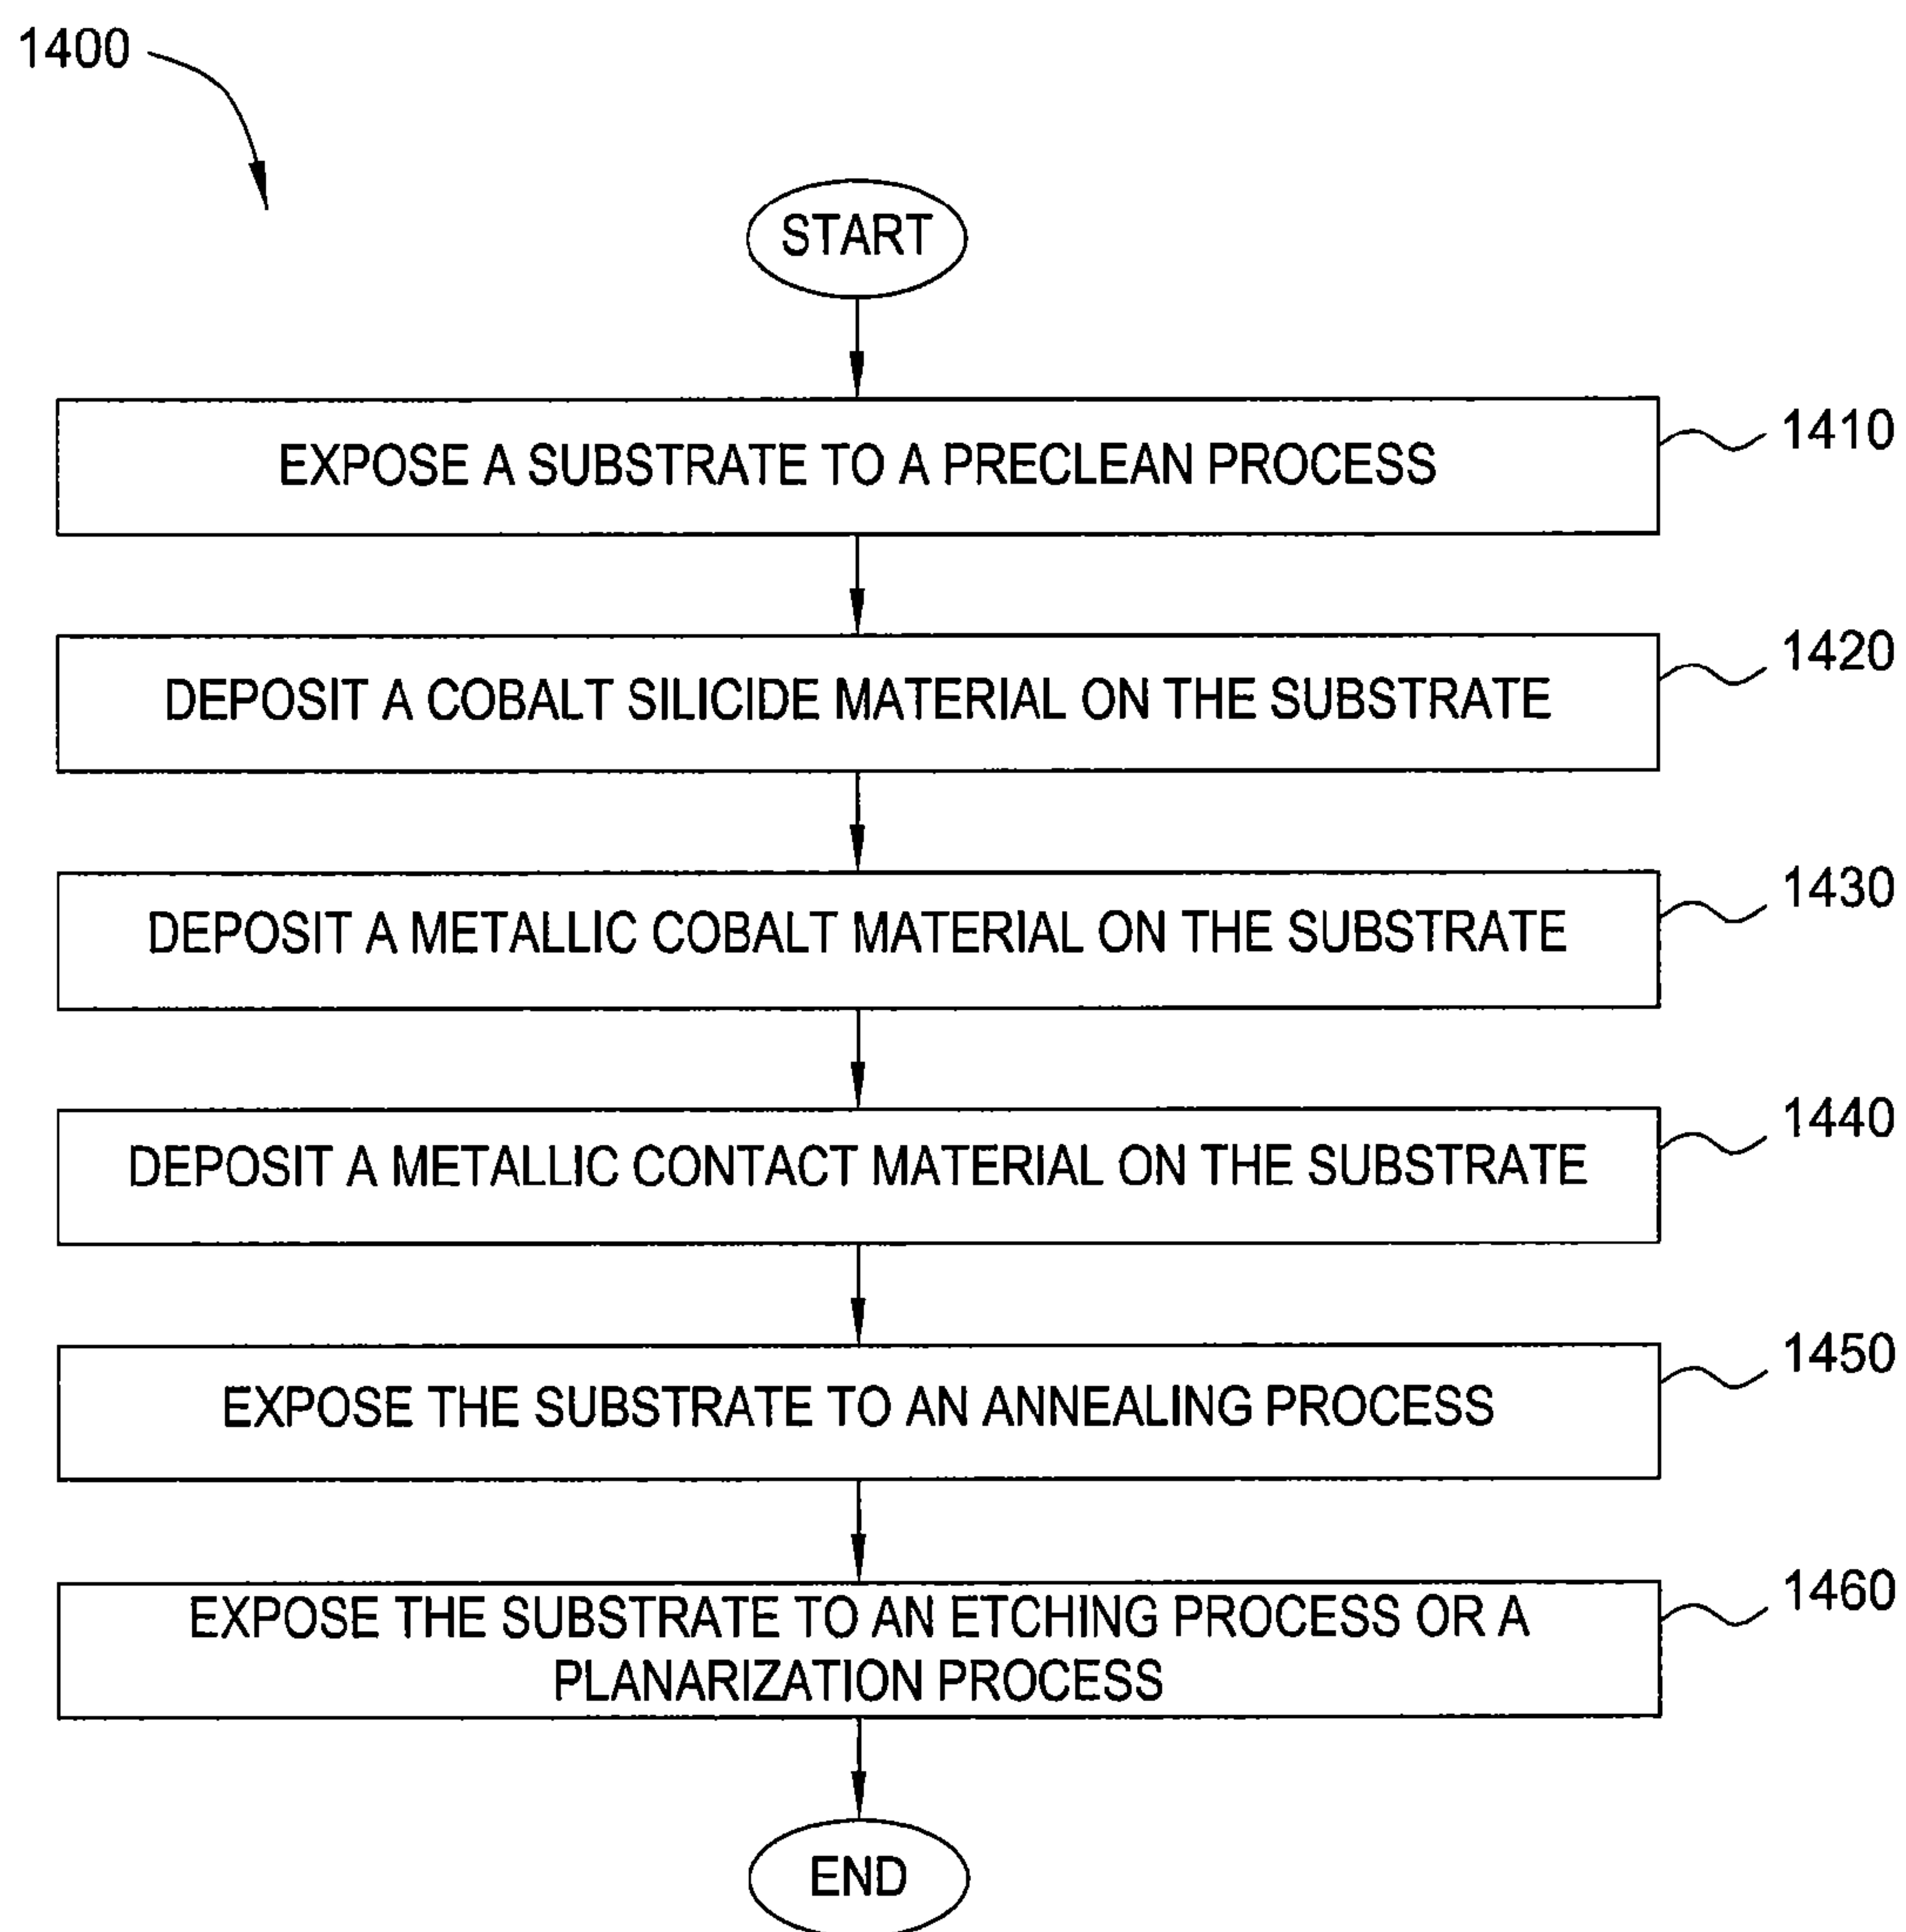 1400
START
EXPOSE A SUBSTRATE TO A PRECLEAN PROCESS
1410
DEPOSIT A COBALT SILICIDE MATERIAL ON THE SUBSTRATE
1420
DEPOSIT A METALLIC COBALT MATERIAL ON THE SUBSTRATE
1430
DEPOSIT A METALLIC CONTACT MATERIAL ON THE SUBSTRATE
1440
EXPOSE THE SUBSTRATE TO AN ANNEALING PROCESS
1450
EXPOSE THE SUBSTRATE TO AN ETCHING PROCESS OR A
PLANARIZATION PROCESS
1460
END